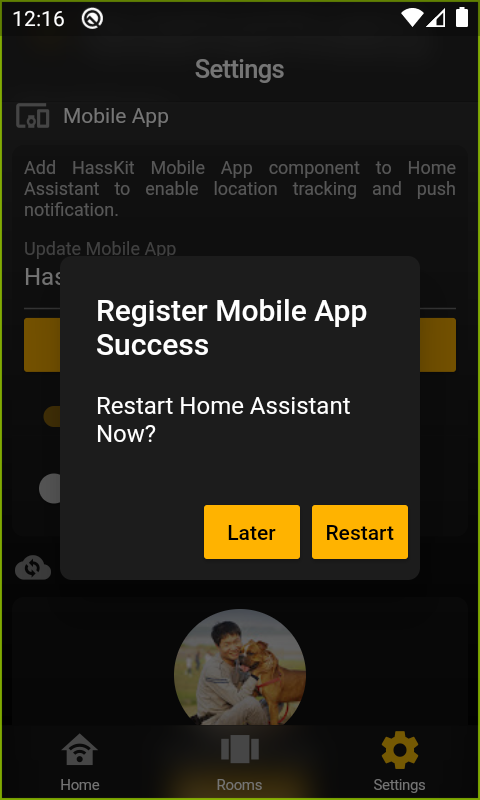 12:16
Settings
Mobile App
Add HassKit Mobile App component to Home
Assistant to enable location tracking and push
notification.
Update Mobile App
Has
Register Mobile App
Success
Restart Home Assistant
Now?
Later
Restart
Home
Rooms
Settings